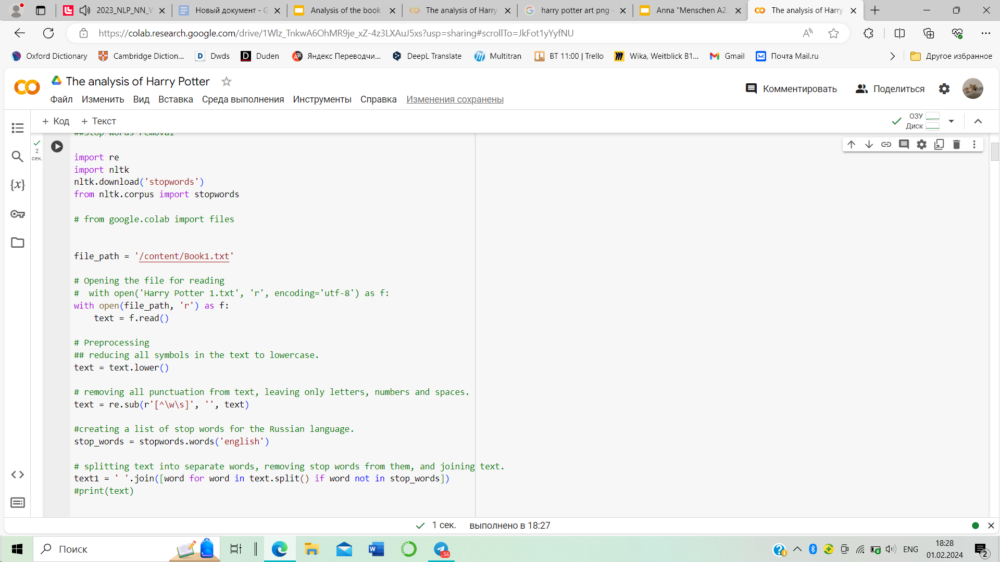 2023_NLP_NN_V
Новый документ - G
Analysis of the book
The analysis of Harry
harry potter art png -
Anna "Menschen A2.
The analysis of Harry
https://colab.research.google.com/drive/1Wlz_TnkwA6OhMR9je_xZ-4z3LXAuJ5xs?usp=sharing#scrollTo=JkFot1yYyfNU
Oxford Dictionary
Cambridge Diction...
Dwds
Duden
Яндекс Переводчи...
DeepL Translate
Multitran
ВТ 11:00 | Trello
Wika, Weitblick B1...
Gmail
Почта Mail.ru
Другое избранное
The analysis of Harry Potter
Комментировать
Поделиться
Файл Изменить Вид Вставка Среда выполнения Инструменты Справка Изменения сохранены
+ Код + Текст
ОЗУ
Диск
##Stop words removal
2
сек.
import re
import nltk
nltk.download('stopwords')
from nltk.corpus import stopwords
# from google.colab import files
file_path = '/content/Book1.txt'
# Opening the file for reading
#  with open('Harry Potter 1.txt', 'r', encoding='utf-8') as f:
with open(file_path, 'r') as f:
    text = f.read()
# Preprocessing
## reducing all symbols in the text to lowercase.
text = text.lower()
# removing all punctuation from text, leaving only letters, numbers and spaces.
text = re.sub(r'[^\w\s]', '', text)
#creating a list of stop words for the Russian language.
stop_words = stopwords.words('english')
# splitting text into separate words, removing stop words from them, and joining text.
text1 = ' '.join([word for word in text.split() if word not in stop_words])
#print(text)
1 сек. выполнено в 18:27
Поиск
..56
ENG
18:28
01.02.2024
2